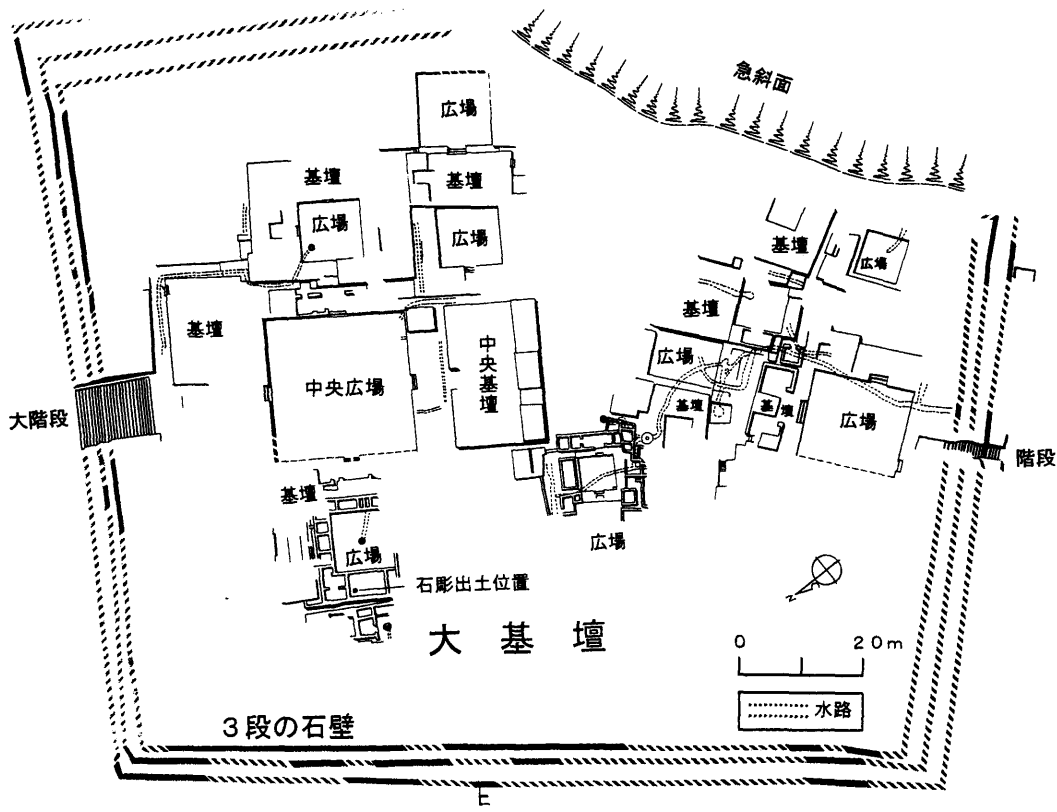 急斜面
広場
基壇
基壇
広場
広場
基壇
広場
基壇
基壇
広場
中央広場
中央基壇
基壇
基壇
広場
大階段
階段
基壇
広場
広場
石彫出土位置
N
大基壇
0 20m
水路
3段の石壁